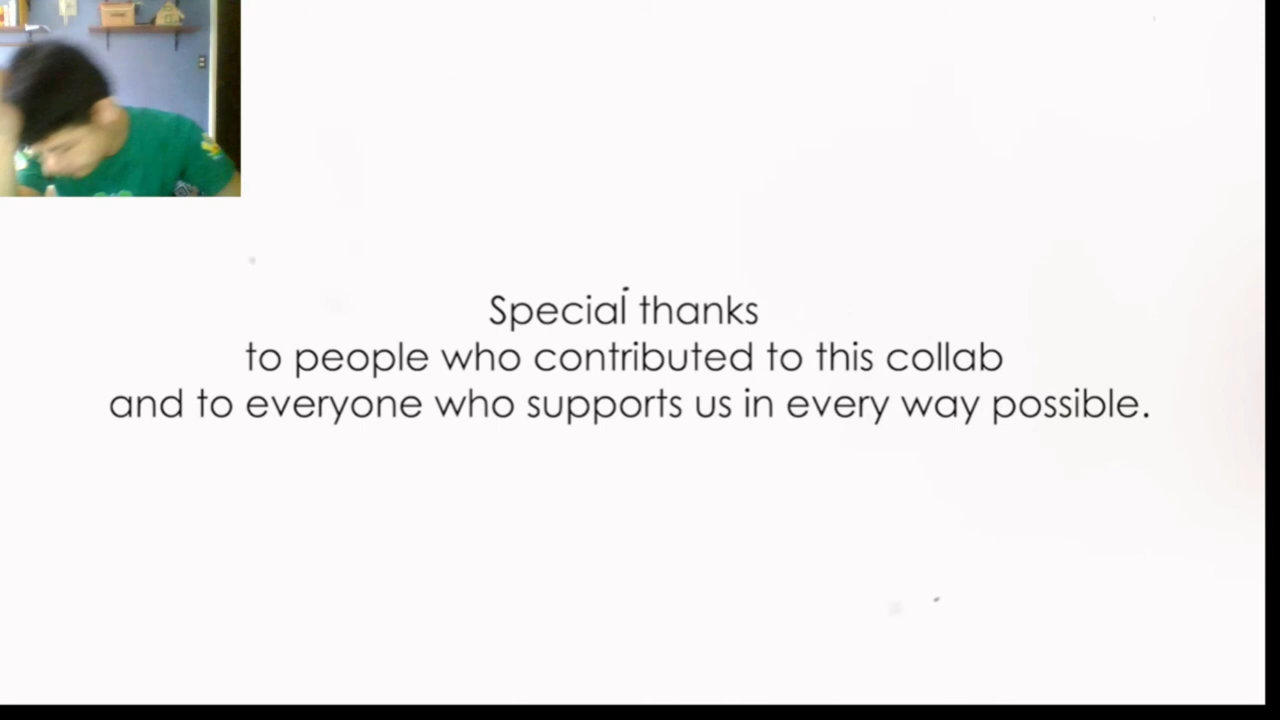 Special thanks
to people who contributed to this collab
and to everyone who supports us in every way possible.